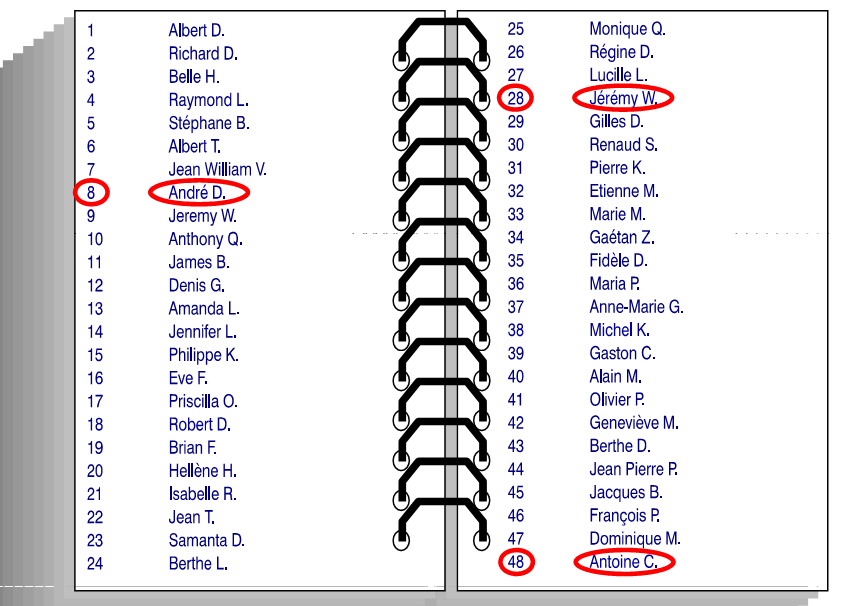 1 Albert D.
2 Richard D.
3 Belle H.
4 Raymond L.
5 Stéphane B.
6 Albert T.
7 Jean William V.
8 André D.
9 Jeremy W.
10 Anthony Q.
11 James B.
12 Denis G.
13 Amanda L.
14 Jennifer L.
15 Philippe K.
16 Eve F.
17 Priscilla O.
18 Robert D.
19 Brian F.
20 Hellène H.
21 Isabelle R.
22 Jean T.
23 Samanta D.
24 Berthe L.
25 Monique Q.
26 Régine D.
27 Lucille L.
28 Jérémy W.
29 Gilles D.
30 Renaud S.
31 Pierre K.
32 Etienne M.
33 Marie M.
34 Gaétan Z.
35 Fidèle D.
36 Maria P.
37 Anne-Marie G.
38 Michel K.
39 Gaston C.
40 Alain M.
41 Olivier P.
42 Geneviève M.
43 Berthe D.
44 Jean Pierre P.
45 Jacques B.
46 François P.
47 Dominique M.
48 Antoine C.